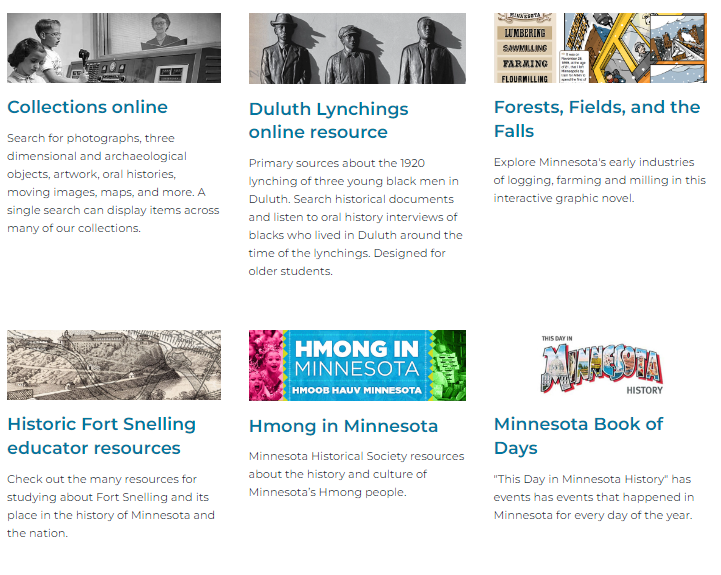 MINNESOTA
LUMBERING
SAWMILLING
FARMING
FLOURMILLING
Collections online
Search for photographs, three
dimensional and archaeological
objects, artwork, oral histories,
moving images, maps, and more. A
single search can display items across
many of our collections.
Duluth Lynchings
online resource
Primary sources about the 1920
lynching of three young black men in
Duluth. Search historical documents
and listen to oral history interviews of
blacks who lived in Duluth around the
time of the lynchings. Designed for
older students.
Forests, Fields, and the
Falls
Explore Minnesota's early industries
of logging, farming and milling in this
interactive graphic novel.
Historic Fort Snelling
educator resources
Check out the many resources for
studying about Fort Snelling and its
place in the history of Minnesota and
the nation.
HMONG IN
MINNESOTA
HMOOB HAUV MINNESOTA
Hmong in Minnesota
Minnesota Historical Society resources
about the history and culture of
Minnesota's Hmong people.
THIS DAY IN
MINNESOTA
HISTORY
Minnesota Book of
Days
"This Day in Minnesota History" has
events has events that happened in
Minnesota for every day of the year.